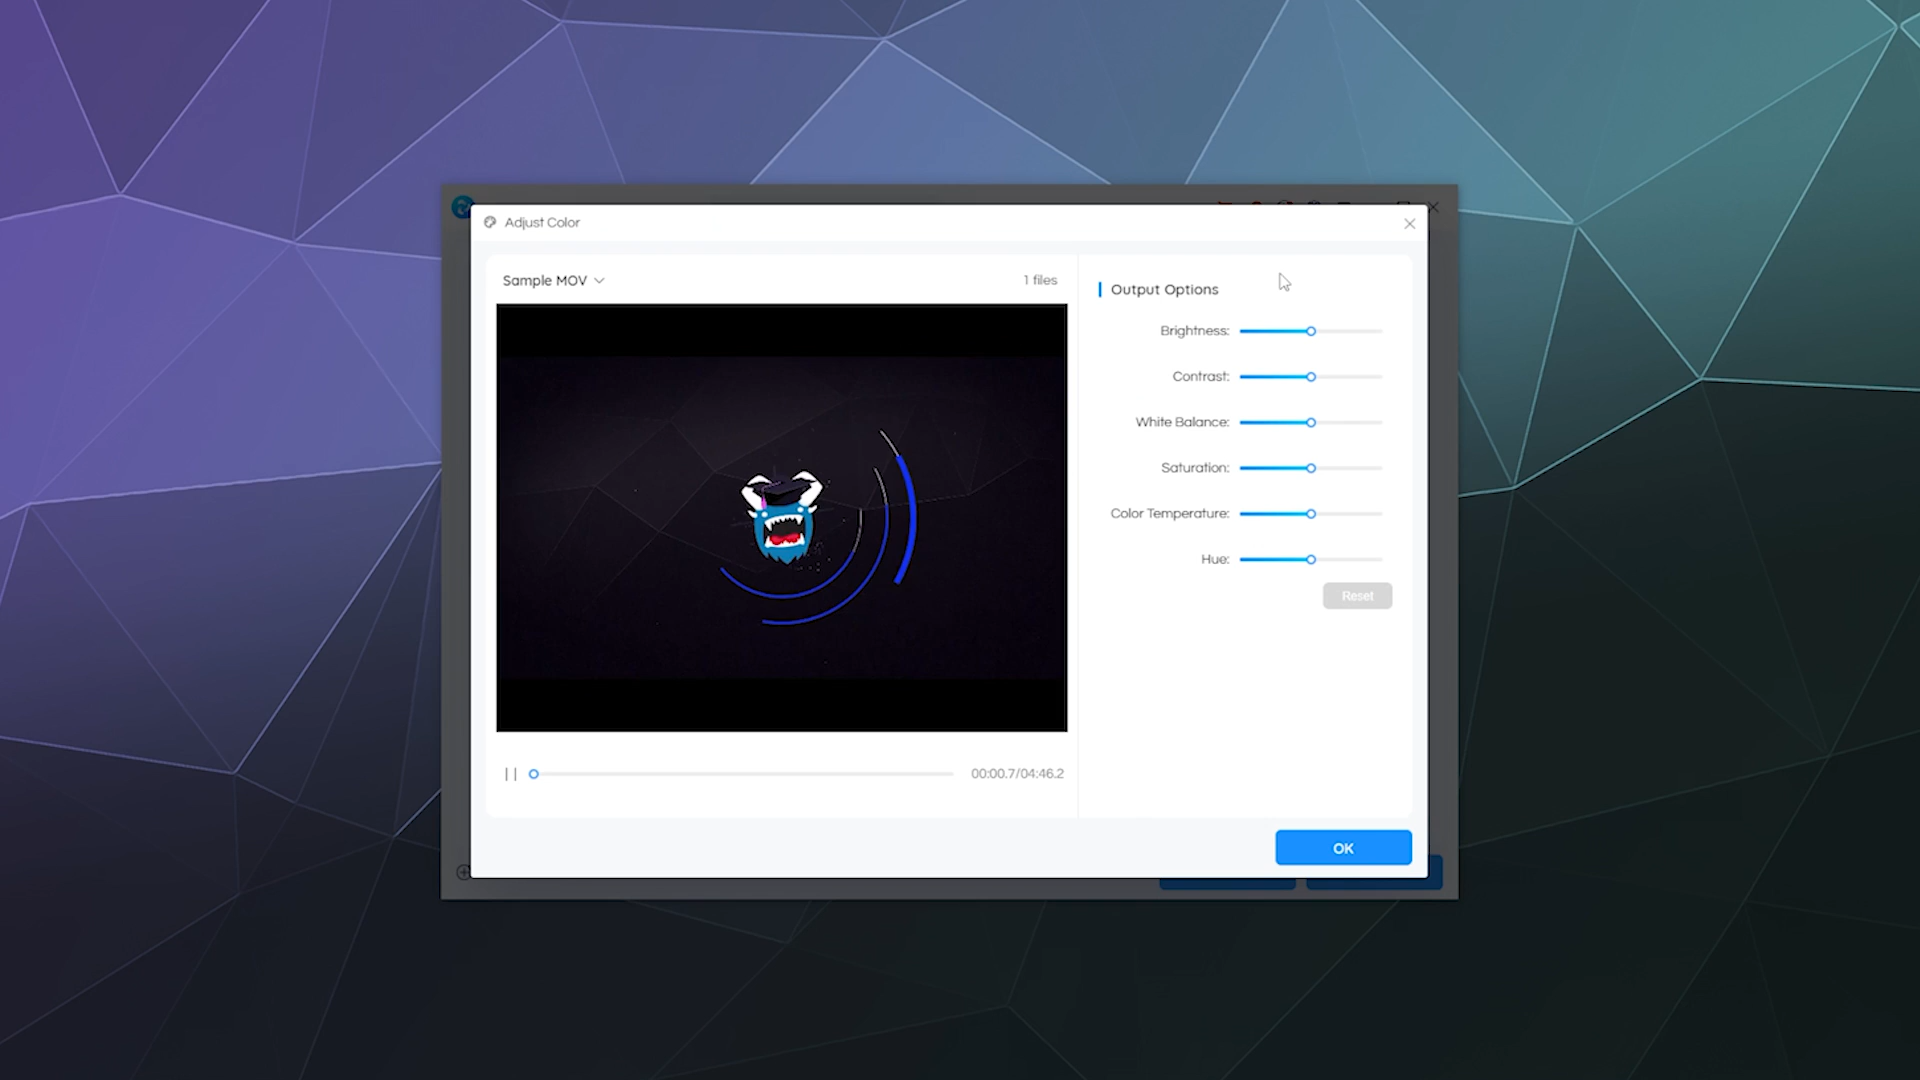 Adjust Color
Sample MOV
1 files
Output Options
Brightness:
Contrast:
White Balance:
Saturation:
Color Temperature:
Hue:
Reset
00:00.7/04:46.2
OK